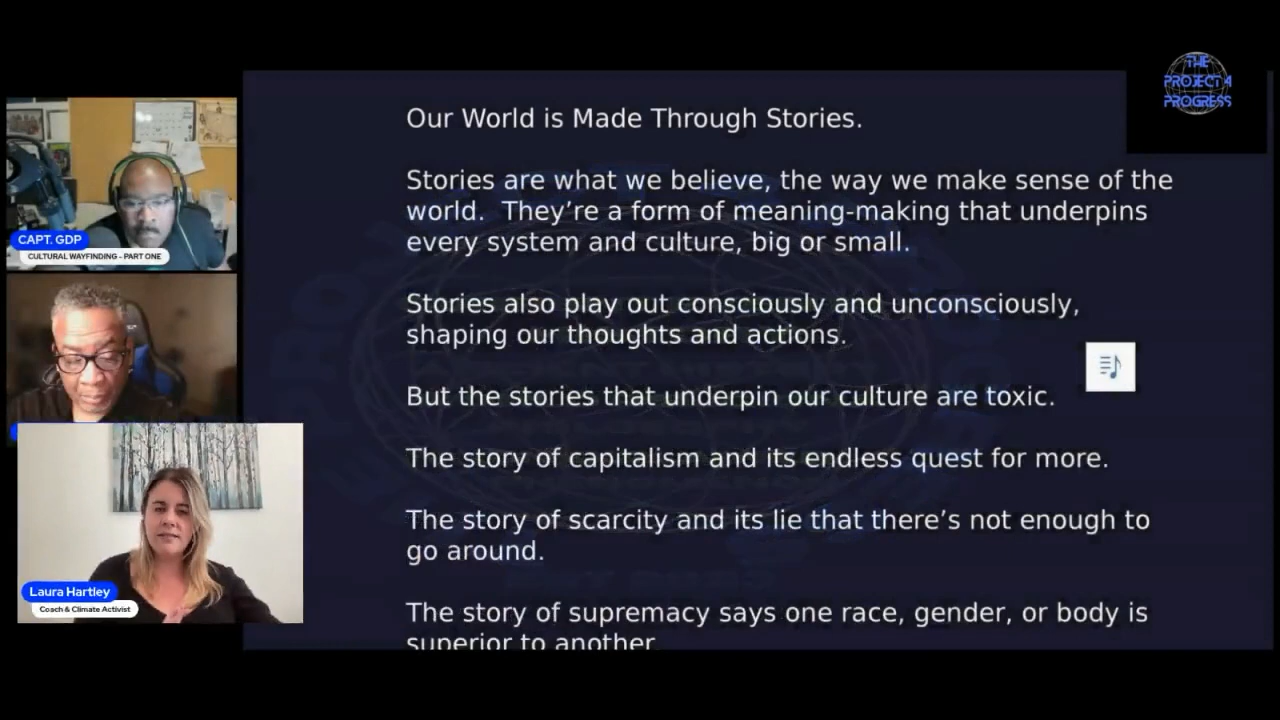 THE
PROJECT 4
PROGRESS
Our World is Made Through Stories.
Stories are what we believe, the way we make sense of the
world. They’re a form of meaning-making that underpins
every system and culture, big or small.
Stories also play out consciously and unconsciously,
shaping our thoughts and actions.
But the stories that underpin our culture are toxic.
The story of capitalism and its endless quest for more.
The story of scarcity and its lie that there’s not enough to
go around.
The story of supremacy says one race, gender, or body is
superior to another
CAPT. GDP
CULTURAL WAYFINDING - PART ONE
Laura Hartley
Coach & Climate Activist